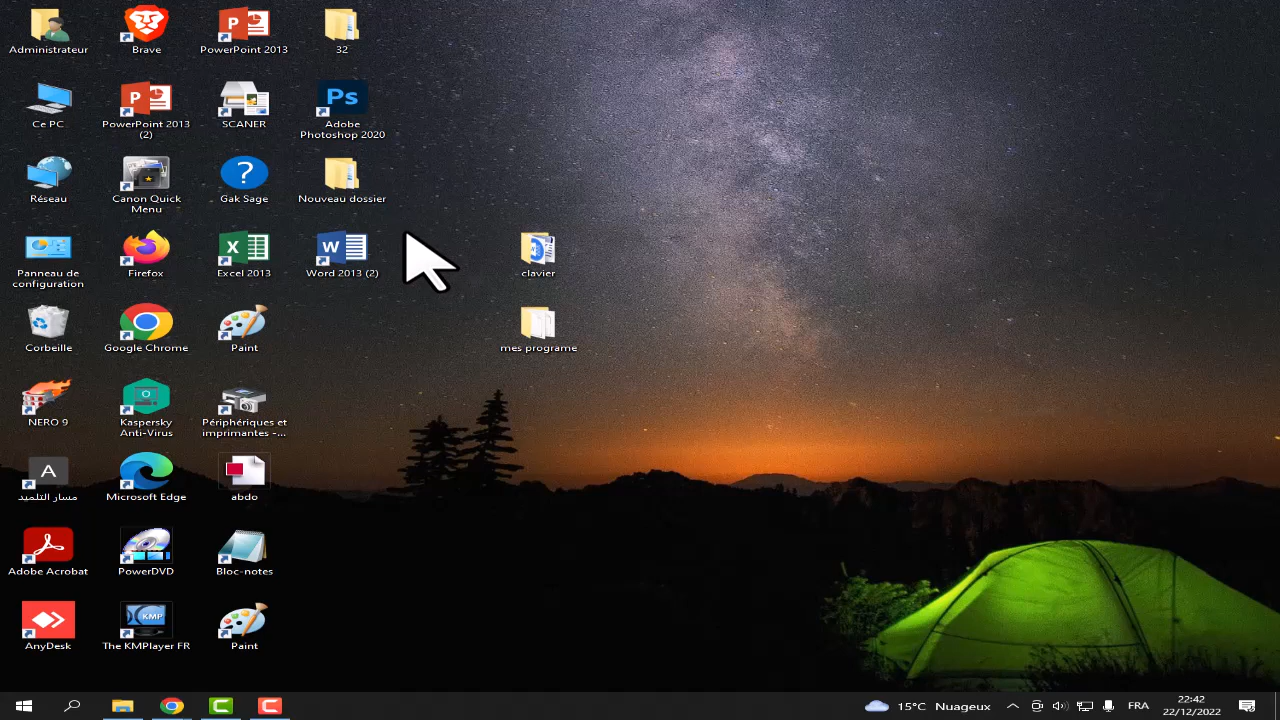 Administrateur
Brave
PowerPoint 2013
32
Ce PC
PowerPoint 2013
(2)
SCANER
Ps
Adobe
Photoshop 2020
Réseau
Canon Quick
Menu
Gak Sage
Nouveau dossier
Panneau de
configuration
Firefox
Excel 2013
Word 2013 (2)
clavier
Corbeille
Google Chrome
Paint
mes programe
NERO 9
Kaspersky
Anti-Virus
Périphériques et
imprimantes -...
A
مسار التلميذ
Microsoft Edge
abdo
Adobe Acrobat
PowerDVD
Bloc-notes
KMP
AnyDesk
The KMPlayer FR
Paint
15°C Nuageux
FRA
22:42
22/12/2022